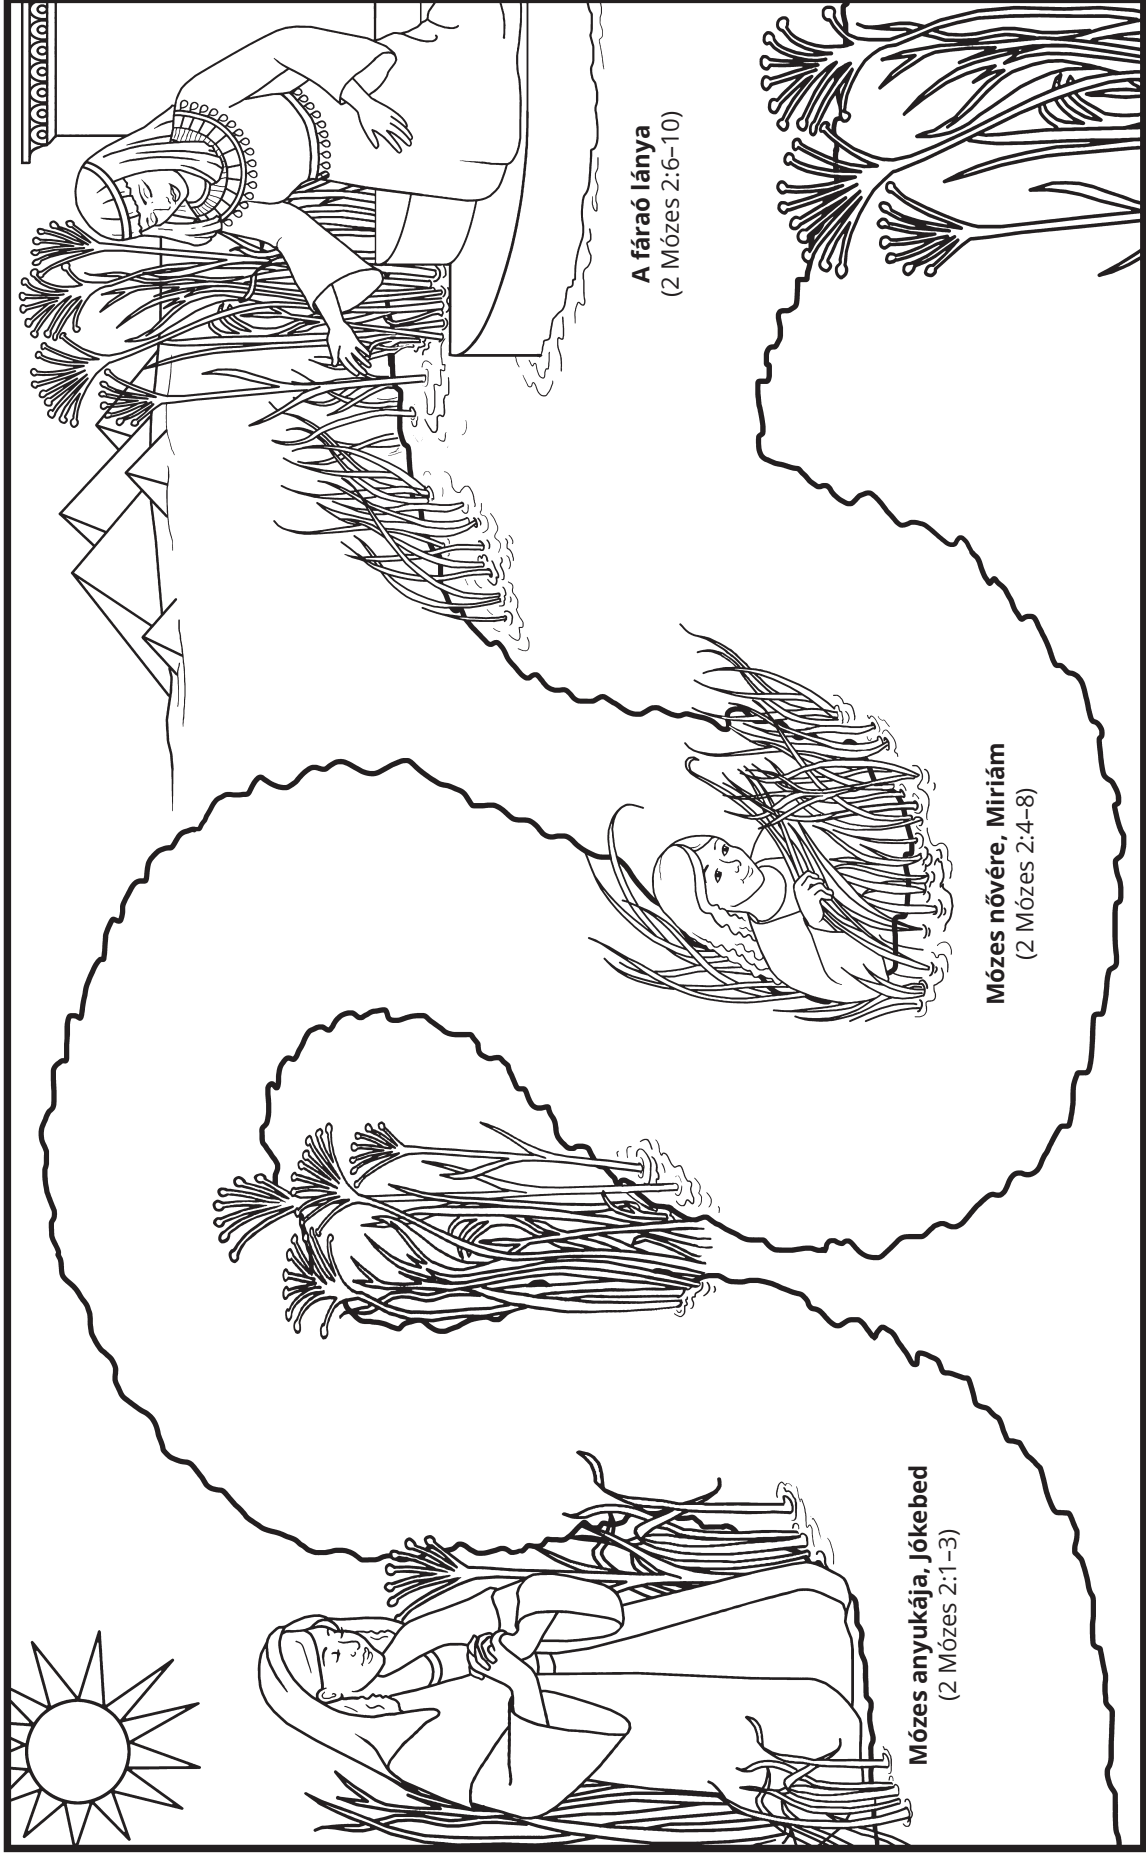 Mózes anyukája, Jókebed
(2 Mózes 2:1–3)
Mózes nővére, Miriám
(2 Mózes 2:4–8)
A fáraó lánya
(2 Mózes 2:6–10)